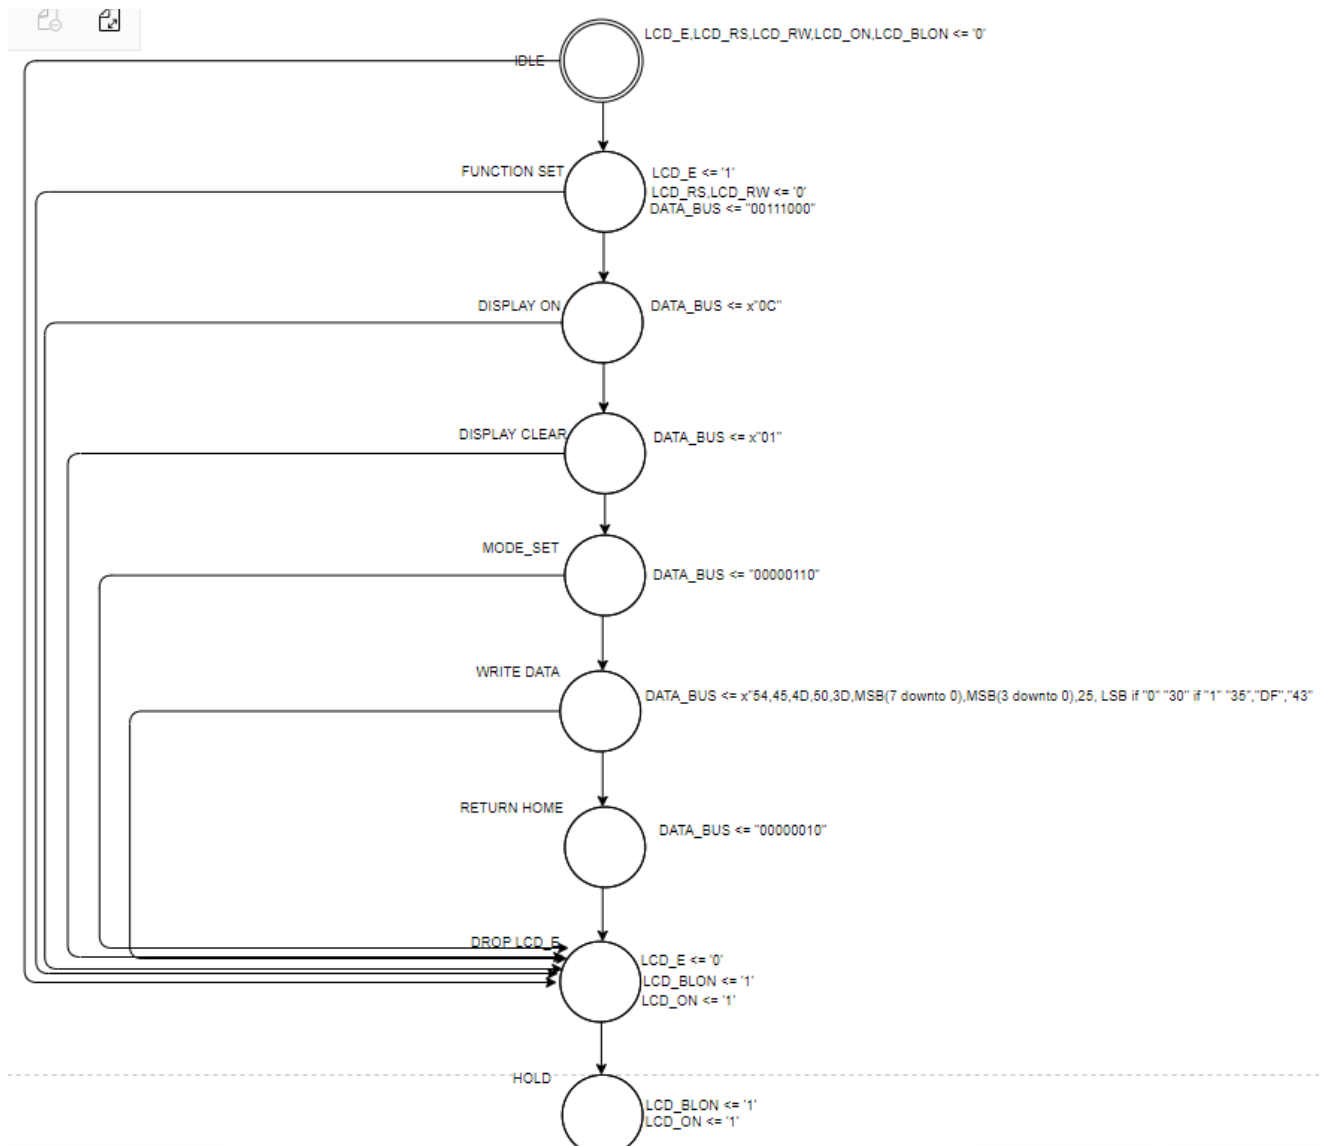 LCD_E,LCD_RS,LCD_RW,LCD_ON,LCD_BLON <= '0'
IDLE
FUNCTION SET
LCD_E <= '1'
LCD_RS,LCD_RW <= '0'
DATA_BUS <= "00111000"
DISPLAY ON
DATA_BUS <= x"0C"
DISPLAY CLEAR
DATA_BUS <= x"01"
MODE_SET
DATA_BUS <= "00000110"
WRITE DATA
DATA_BUS <= x"54,45,4D,50,3D,MSB(7 downto 0),MSB(3 downto 0),25, LSB if "0" "30" if "1" "35","DF","43"
RETURN HOME
DATA_BUS <= "00000010"
DROP LCD_E
LCD_E <= '0'
LCD_BLON <= '1'
LCD_ON <= '1'
HOLD
LCD_BLON <= '1'
LCD_ON <= '1'